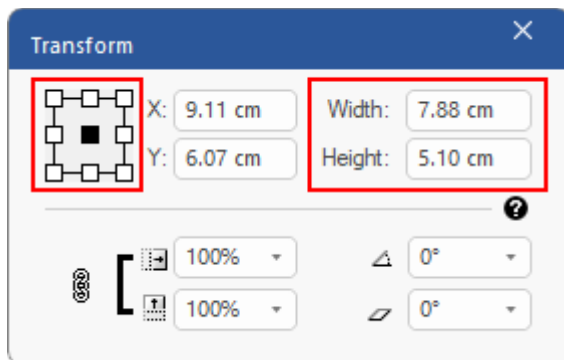 Transform
X: 9.11 cm Width: 7.88 cm
Y: 6.07 cm Height: 5.10 cm
?
100% 0°
100% 0°